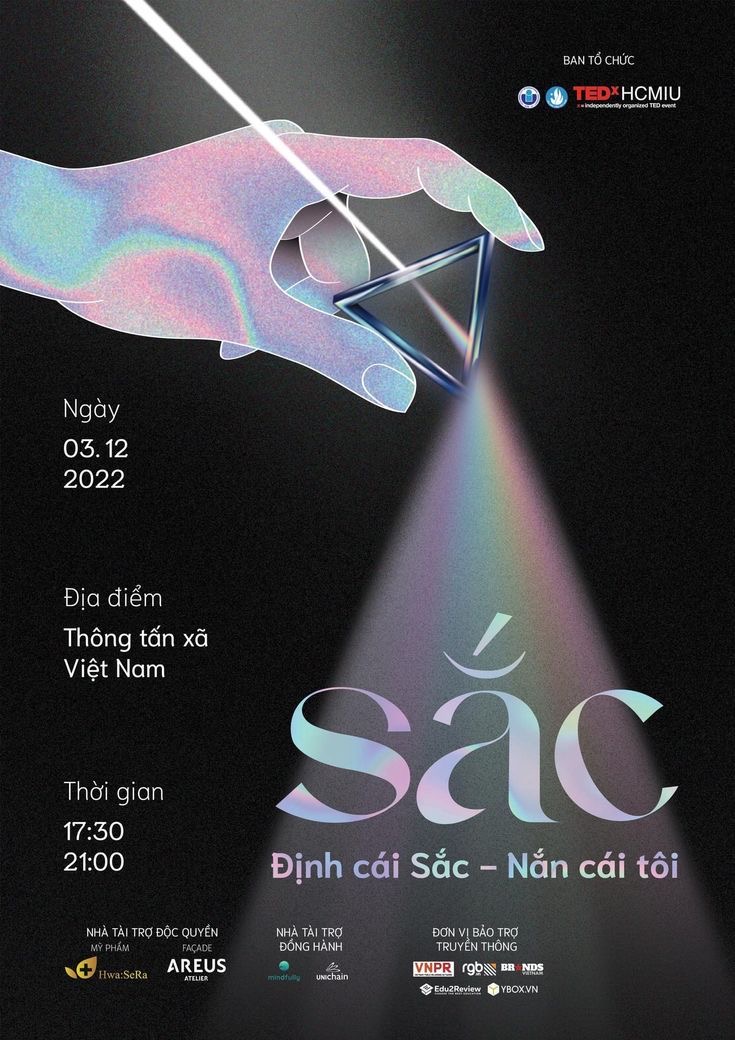 BAN TỔ CHỨC
TEDxHCMIU
x = independently organized TED event
Ngày
03.12
2022
Địa điểm
Thông tấn xã
Việt Nam
Thời gian
17:30
21:00
sắc
Định cái Sắc – Nắn cái tôi
NHÀ TÀI TRỢ ĐỘC QUYỀN
MỸ PHẨM
FAÇADE
Hwa:SeRa
AREUS
ATELIER
NHÀ TÀI TRỢ
ĐỒNG HÀNH
mindfully
UNIchain
ĐƠN VỊ BẢO TRỢ
TRUYỀN THÔNG
VNPR
rgb
BRANDS
VIETNAM
Edu2Review
YBOX.VN